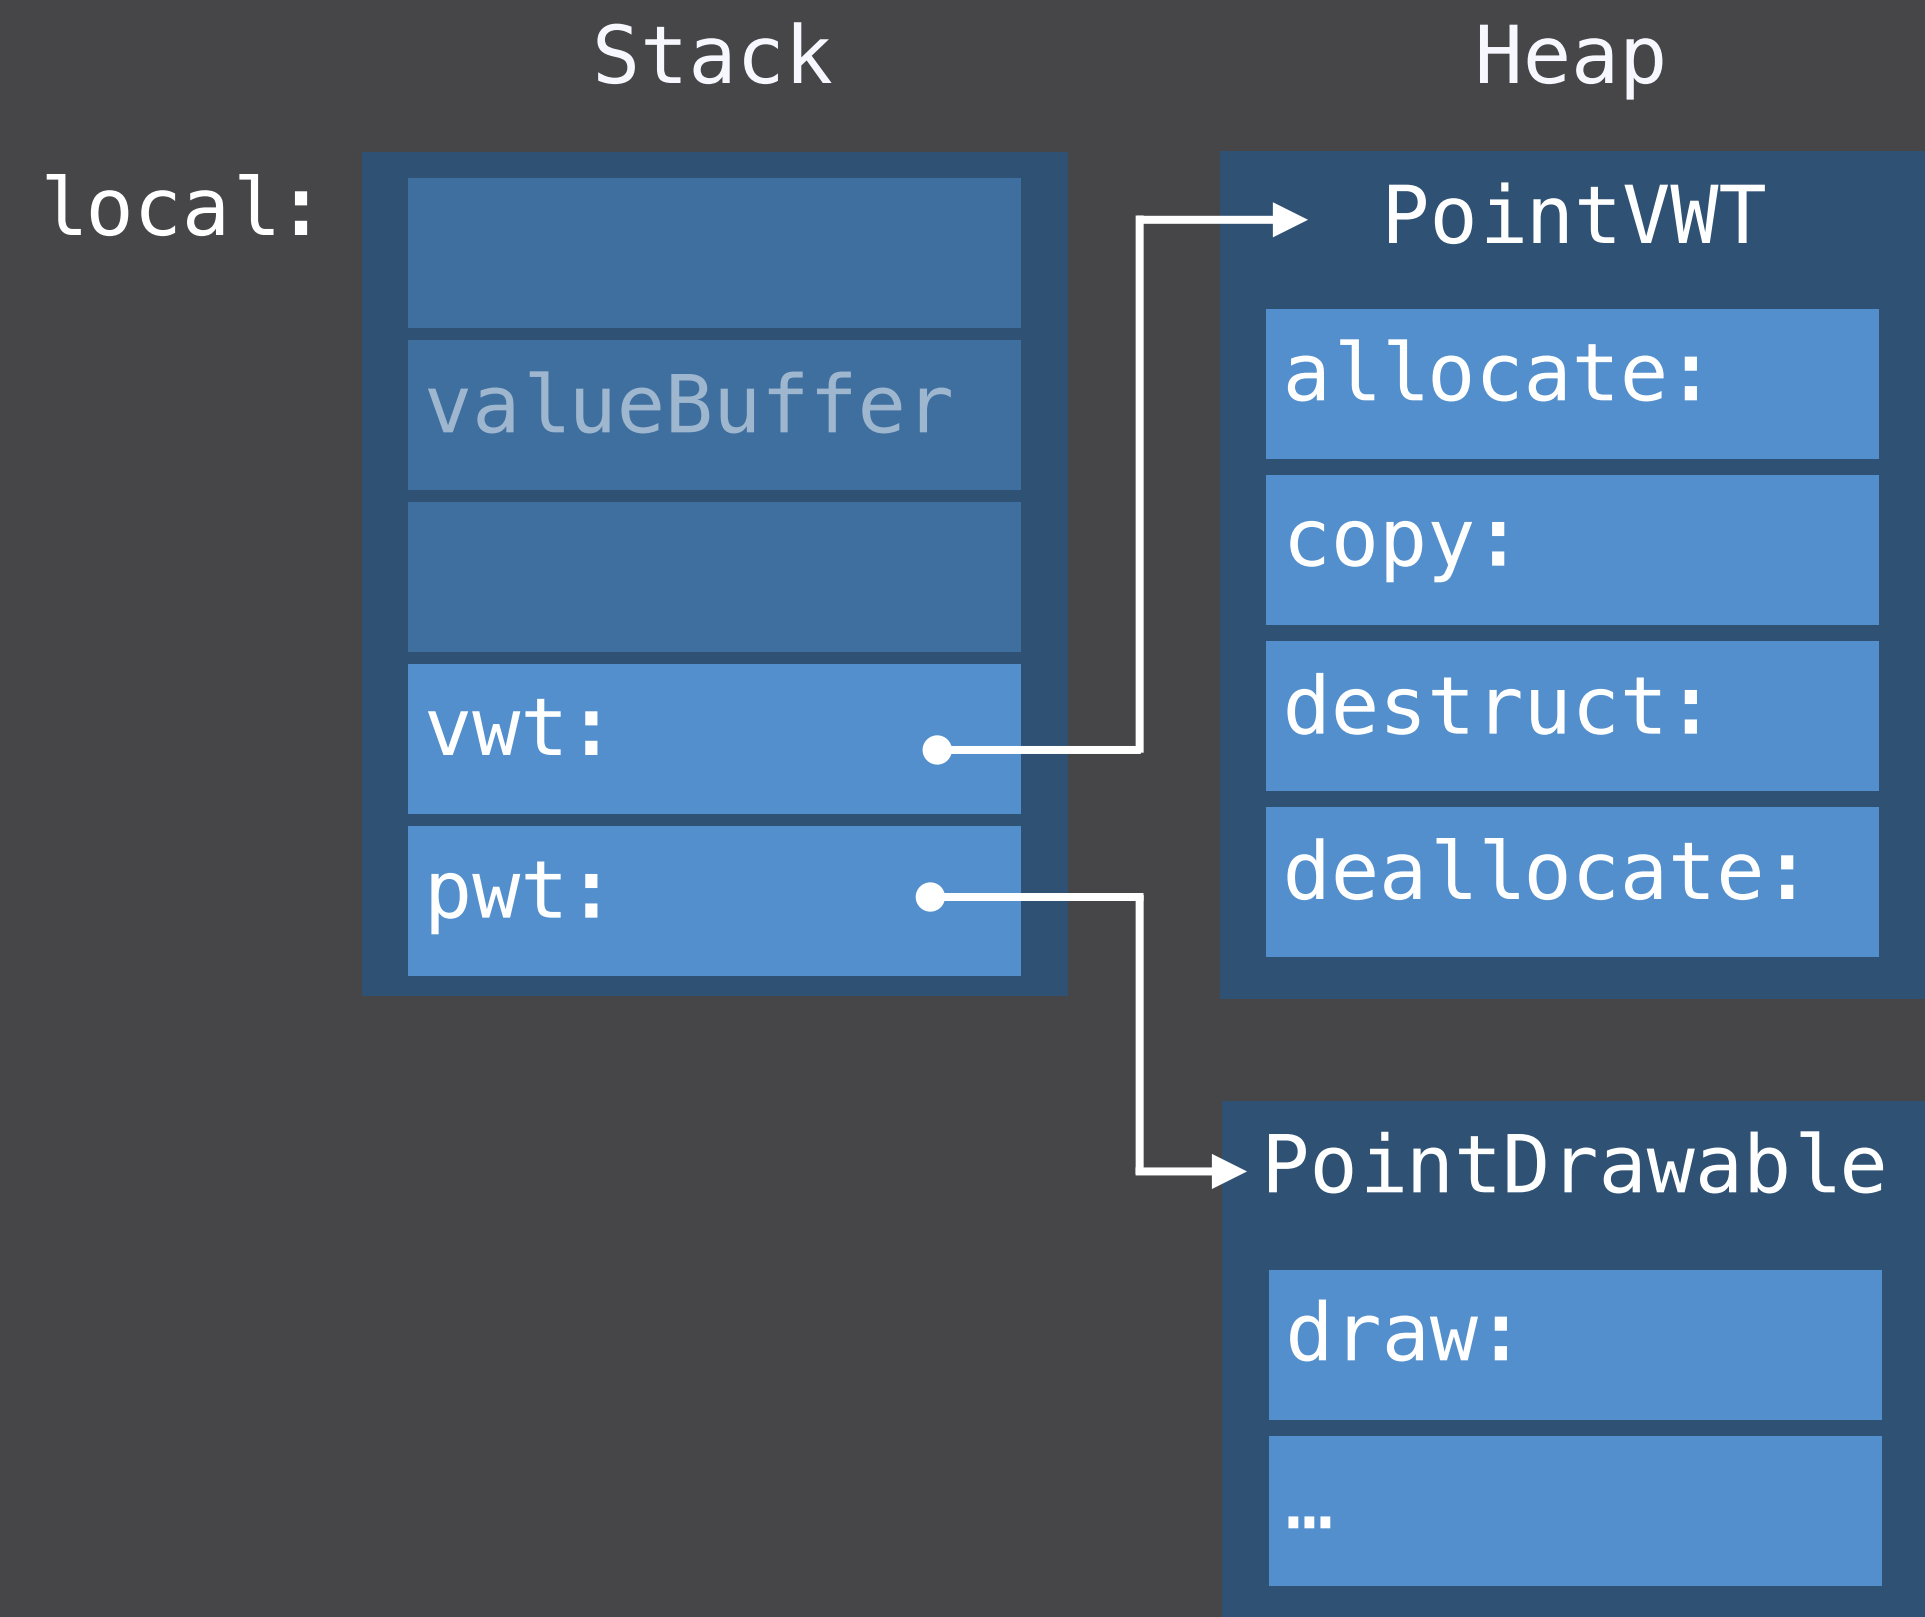 Stack
Heap
local:
valueBuffer
vwt:
pwt:
PointVWT
allocate:
copy:
destruct:
deallocate:
PointDrawable
draw:
…